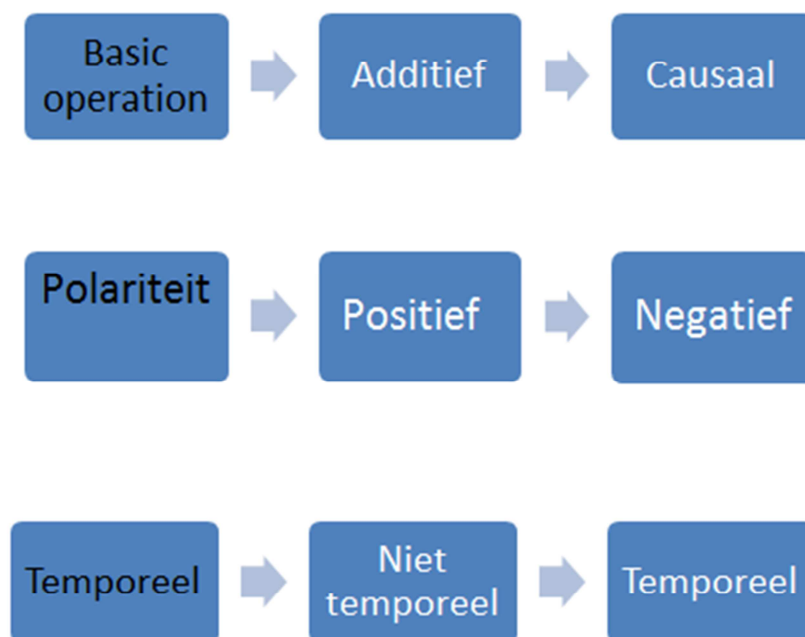 Basic
operation
Additief
Causaal
Polariteit
Positief
Negatief
Temporeel
Niet
temporeel
Temporeel